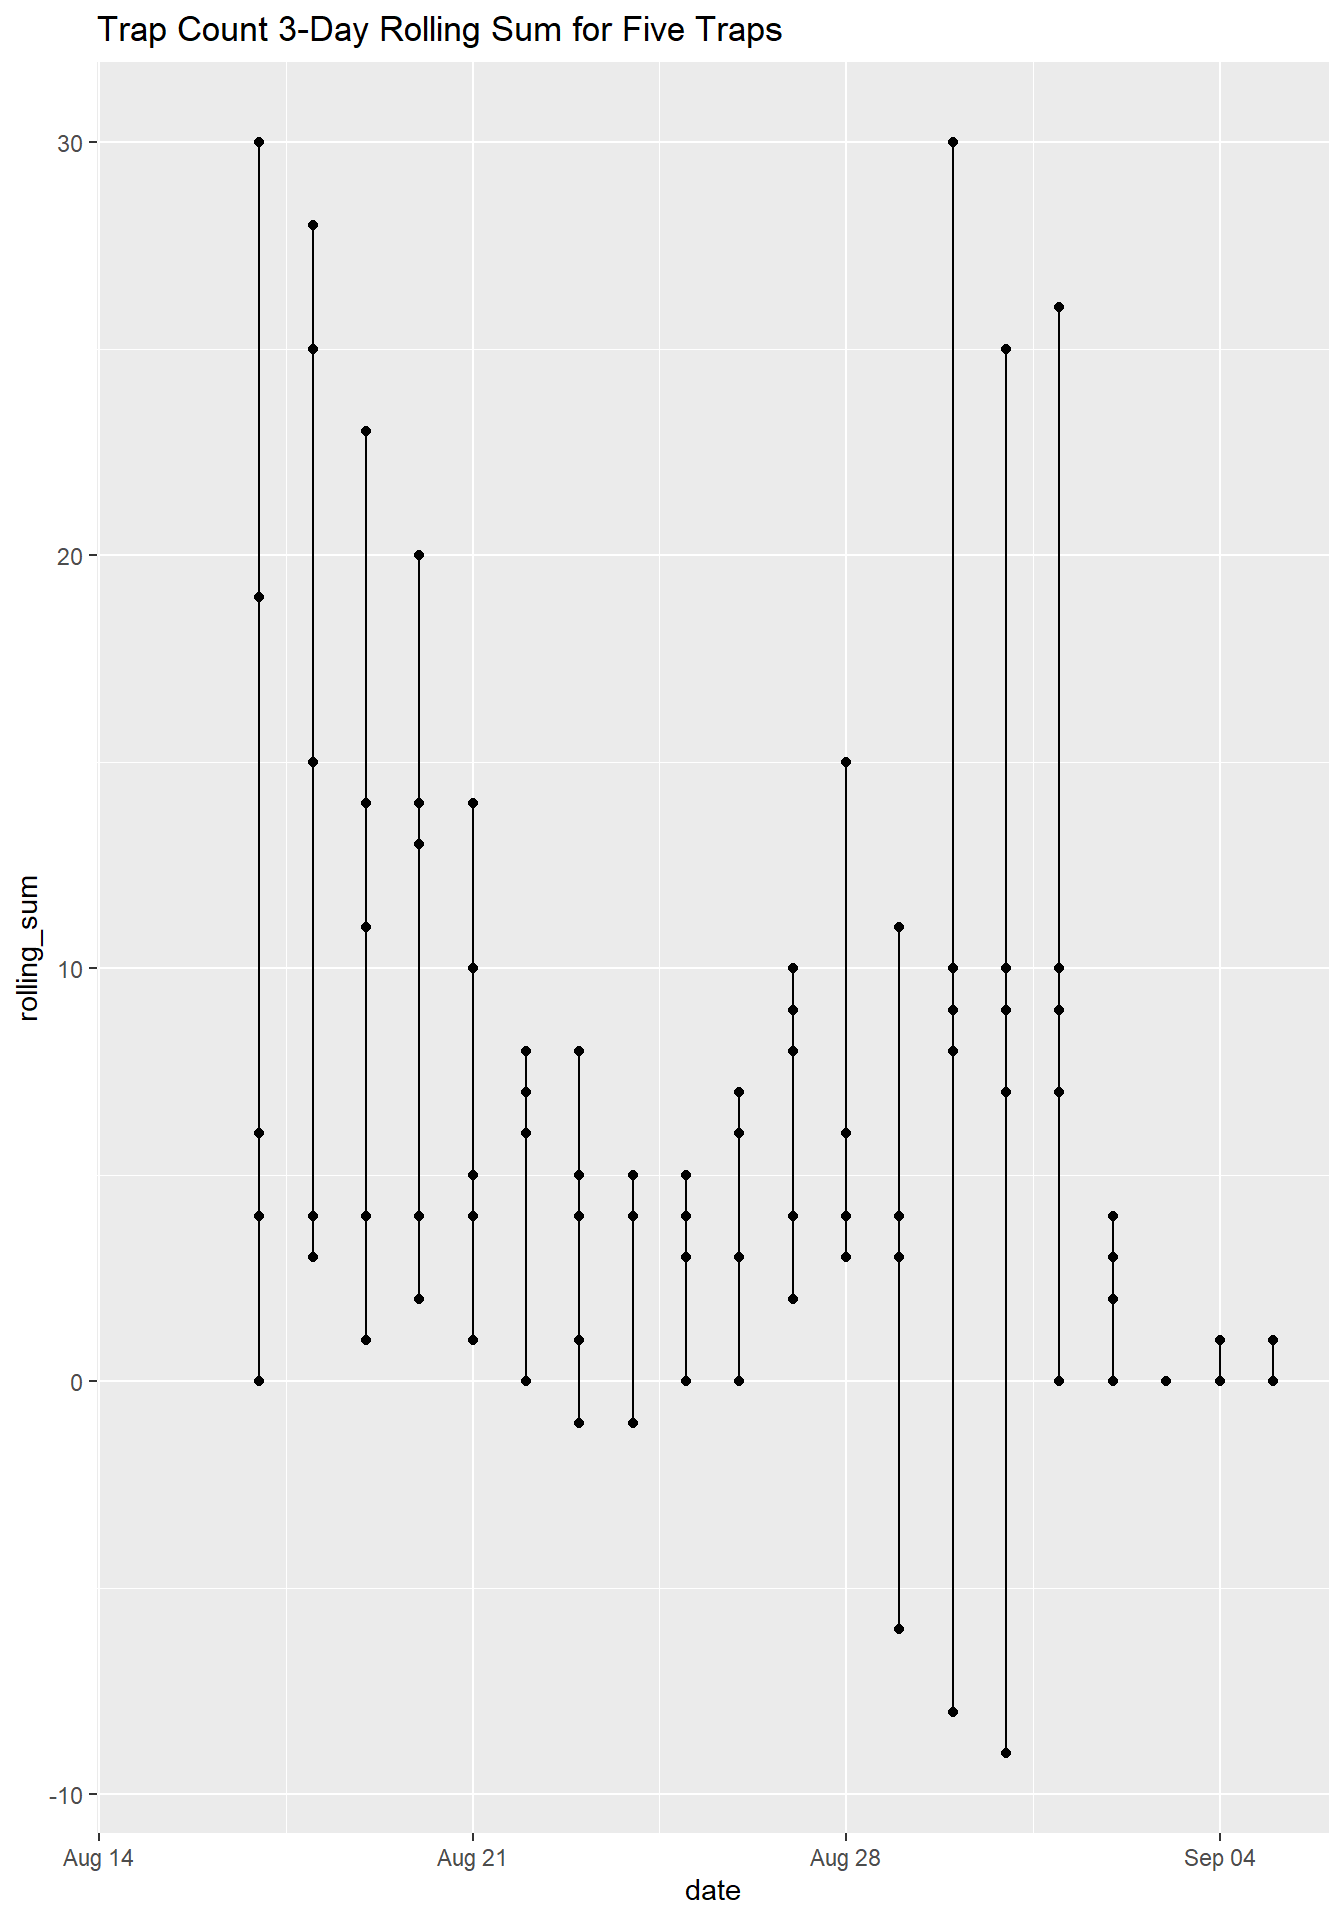 Trap Count 3-Day Rolling Sum for Five Traps
30
20
10
0
-10
rolling_sum
Aug 14
Aug 21
Aug 28
Sep 04
date